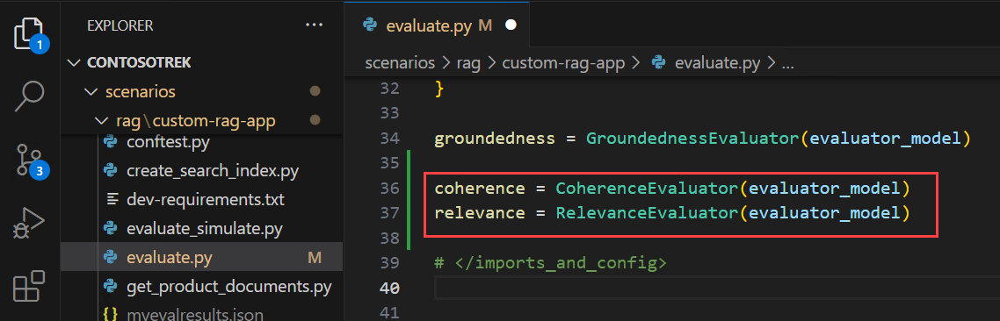 EXPLORER ...
CONTOSOTREK
scenarios
rag\custom-rag-app
conftest.py
create_search_index.py
dev-requirements.txt
evaluate_simulate.py
evaluate.py M
get_product_documents.py
{} myevalresults.json
1
3
evaluate.py M
scenarios > rag > custom-rag-app > evaluate.py > ...
32 }
33
34 groundedness = GroundednessEvaluator(evaluator_model)
35
36 coherence = CoherenceEvaluator(evaluator_model)
37 relevance = RelevanceEvaluator(evaluator_model)
38
39 # </imports_and_config>
40
41